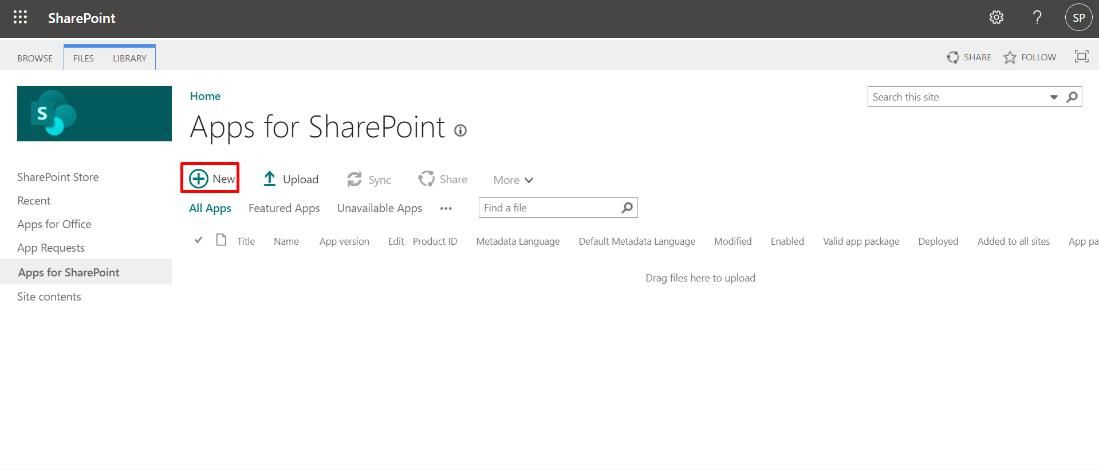 SharePoint
?
SP
BROWSE FILES LIBRARY
SHARE FOLLOW
S
Home
Search this site
Apps for SharePoint
SharePoint Store
Recent
Apps for Office
App Requests
Apps for SharePoint
Site contents
New Upload Sync Share More
All Apps Featured Apps Unavailable Apps ... Find a file
Title Name App version Edit Product ID Metadata Language Default Metadata Language Modified Enabled Valid app package Deployed Added to all sites App pa
Drag files here to upload